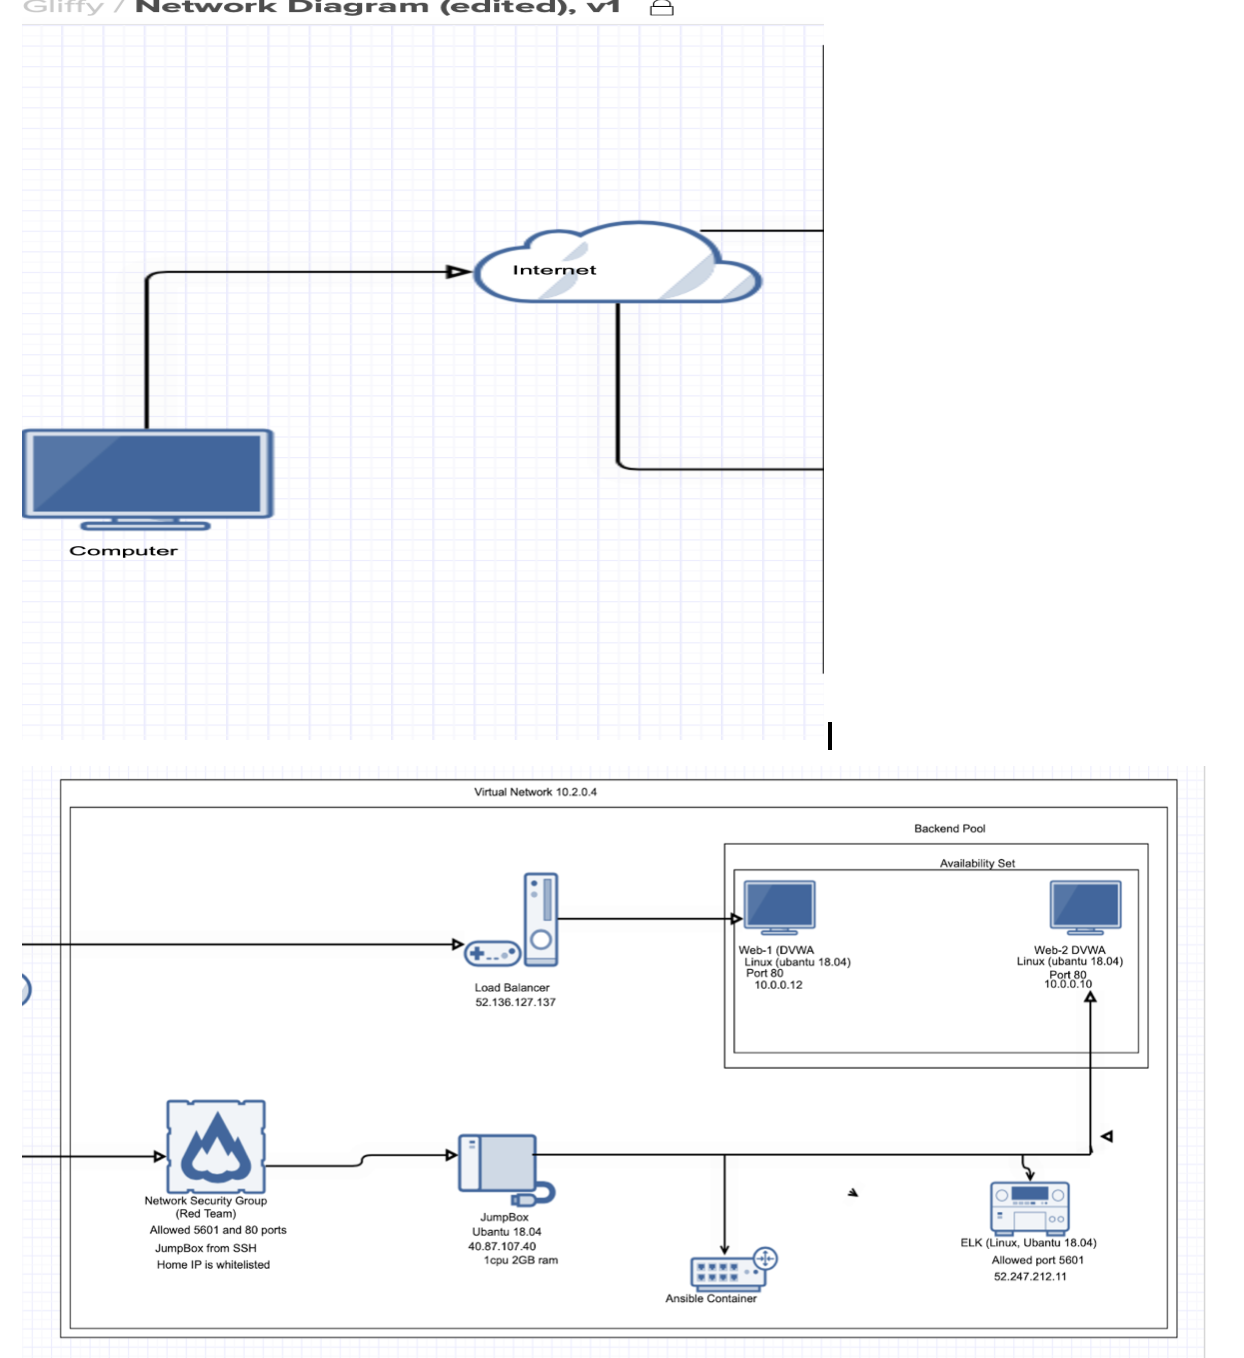 Gliffy / Network Diagram (edited), v1
Internet
Computer
Virtual Network 10.2.0.4
Backend Pool
Availability Set
Web-1 (DVWA
Linux (ubantu 18.04)
Port 80
10.0.0.12
Web-2 DVWA
Linux (ubantu 18.04)
Port 80
10.0.0.10
Load Balancer
52.136.127.137
Network Security Group
(Red Team)
Allowed 5601 and 80 ports
JumpBox from SSH
Home IP is whitelisted
JumpBox
Ubantu 18.04
40.87.107.40
1cpu 2GB ram
Ansible Container
ELK (Linux, Ubantu 18.04)
Allowed port 5601
52.247.212.11